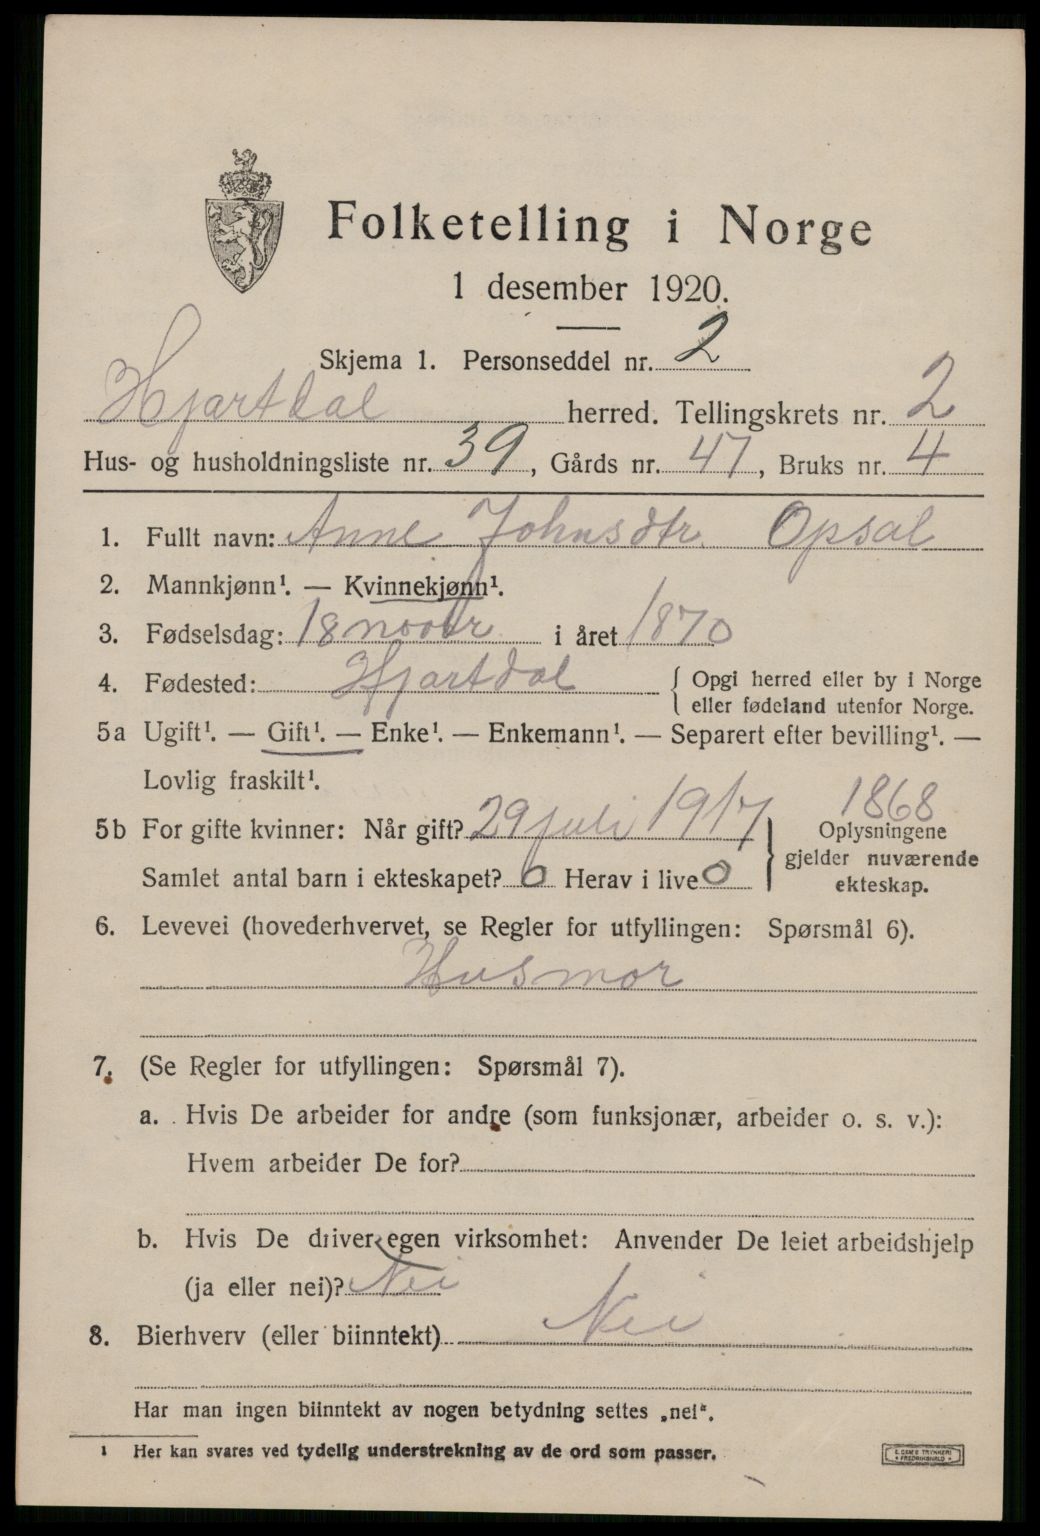 Folketelling i Norge
1 desember 1920.
Skjema 1. Personseddel nr. 2
Hjartdal herred. Tellingskrets nr. 2
Hus- og husholdningsliste nr. 39, Gårds nr. 47, Bruks nr. 4
1. Fullt navn: Anne Johnsdtr. Opsal
2. Mannkjønn¹. — Kvinnekjønn¹.
3. Fødselsdag: 18 novbr i året 1870
4. Fødested: Hjartdal { Opgi herred eller by i Norge
eller fødeland utenfor Norge.
5a Ugift¹. — Gift¹. — Enke¹. — Enkemann¹. — Separert efter bevilling¹. —
Lovlig fraskilt¹.
1868
5b For gifte kvinner: Når gift? 29 juli 1917 } Oplysningene
gjelder nuværende
ekteskap.
Samlet antal barn i ekteskapet? 0 Herav i live 0
6. Levevei (hovederhvervet, se Regler for utfyllingen: Spørsmål 6).
Husmor
7. (Se Regler for utfyllingen: Spørsmål 7).
a. Hvis De arbeider for andre (som funksjonær, arbeider o. s. v.):
Hvem arbeider De for?
b. Hvis De driver egen virksomhet: Anvender De leiet arbeidshjelp
(ja eller nei)? Nei
8. Bierhverv (eller biinntekt) Nei
Har man ingen biinntekt av nogen betydning settes „nei“.
¹ Her kan svares ved tydelig understrekning av de ord som passer.